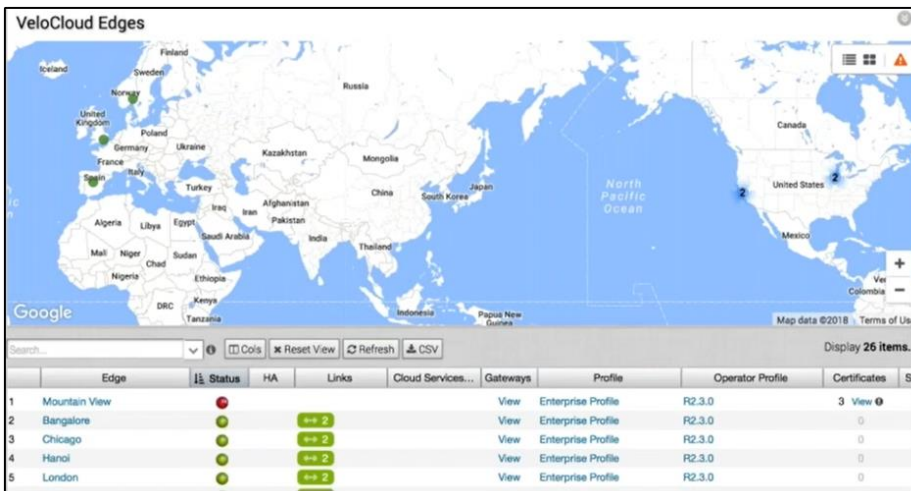 VeloCloud Edges
Iceland
Finland
Sweden
Norway
Russia
United
Kingdom
Poland
Germany
Ukraine
France
Spain
Italy
Turkey
Kazakhstan
Mongolia
China
South Korea
Japan
Iraq
Iran
Afghanistan
Pakistan
Algeria
Libya
Egypt
Saudi Arabia
India
Thailand
Mali
Niger
Chad
Sudan
Nigeria
Ethiopia
DRC
Kenya
Tanzania
Indonesia
Papua New
Guinea
North
Pacific
Ocean
Canada
United States
2
2
Mexico
Colombia
+
−
Google
Map data ©2018 Terms of Us
Search... Cols Reset View Refresh CSV Display 26 items.
Edge Status HA Links Cloud Services... Gateways Profile Operator Profile Certificates S
1 Mountain View View Enterprise Profile R2.3.0 3 View
2 Bangalore 2 View Enterprise Profile R2.3.0 0
3 Chicago 2 View Enterprise Profile R2.3.0 0
4 Hanoi 2 View Enterprise Profile R2.3.0 0
5 London 2 View Enterprise Profile R2.3.0 0